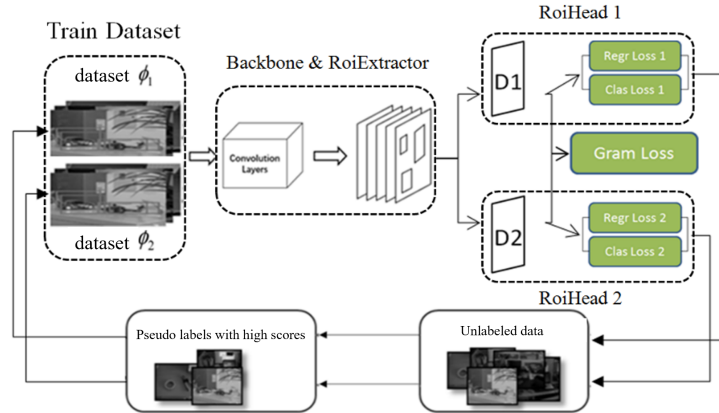 Train Dataset
dataset ϕ₁
dataset ϕ₂
Backbone & RoiExtractor
Convolution
Layers
RoiHead 1
D1
Regr Loss 1
Clas Loss 1
Gram Loss
D2
Regr Loss 2
Clas Loss 2
RoiHead 2
Pseudo labels with high scores
Unlabeled data